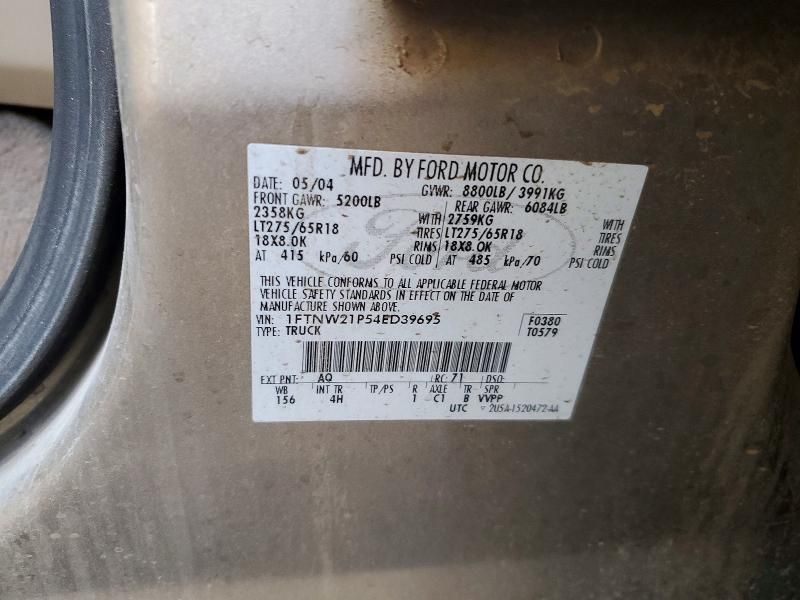 MFD. BY FORD MOTOR CO.
DATE: 05/04 GVWR: 8800LB/ 3991KG
FRONT GAWR: 5200LB REAR GAWR: 6084LB
2358KG WITH 2759KG WITH
LT275/65R18 TIRES LT275/65R18 TIRES
18X8.0K RIMS 18X8.0K RIMS
AT 415 kPa/60 PSI COLD AT 485 kPa/70 PSI COLD
Ford
THIS VEHICLE CONFORMS TO ALL APPLICABLE FEDERAL MOTOR
VEHICLE SAFETY STANDARDS IN EFFECT ON THE DATE OF
MANUFACTURE SHOWN ABOVE.
VIN: 1FTNW21P54ED39695 F0380
TYPE: TRUCK T0579
EXT PNT: AQ RC: 71 DSO:
WB INT TR TP/PS R AXLE TR SPR
156 4H 1 C1 B VVPP
UTC 2U5A-1520472-AA